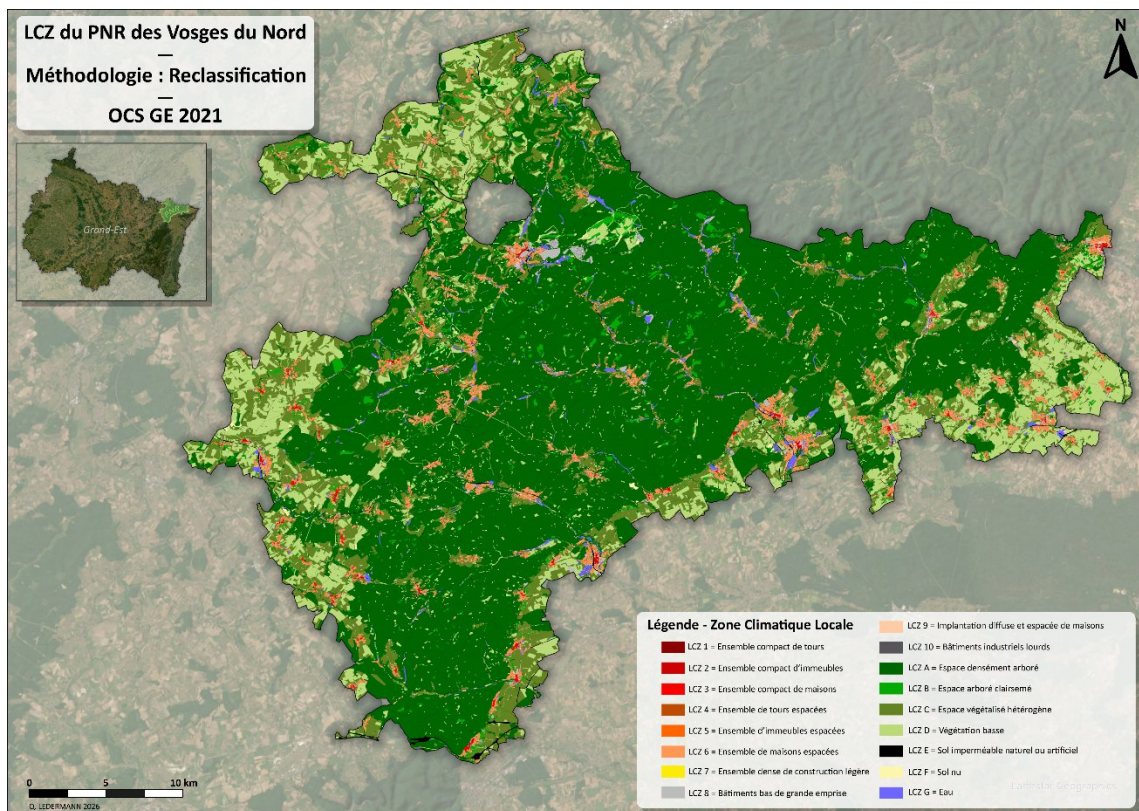 LCZ du PNR des Vosges du Nord
—
Méthodologie : Reclassification
—
OCS GE 2021
N
Grand-Est
Légende - Zone Climatique Locale
LCZ 1 = Ensemble compact de tours
LCZ 2 = Ensemble compact d'immeubles
LCZ 3 = Ensemble compact de maisons
LCZ 4 = Ensemble de tours espacées
LCZ 5 = Ensemble d'immeubles espacées
LCZ 6 = Ensemble de maisons espacées
LCZ 7 = Ensemble dense de construction légère
LCZ 8 = Bâtiments bas de grande emprise
LCZ 9 = Implantation diffuse et espacée de maisons
LCZ 10 = Bâtiments industriels lourds
LCZ A = Espace densément arboré
LCZ B = Espace arboré clairsemé
LCZ C = Espace végétalisé hétérogène
LCZ D = Végétation basse
LCZ E = Sol imperméable naturel ou artificiel
LCZ F = Sol nu
LCZ G = Eau
0 5 10 km
D, LEDERMANN 2026